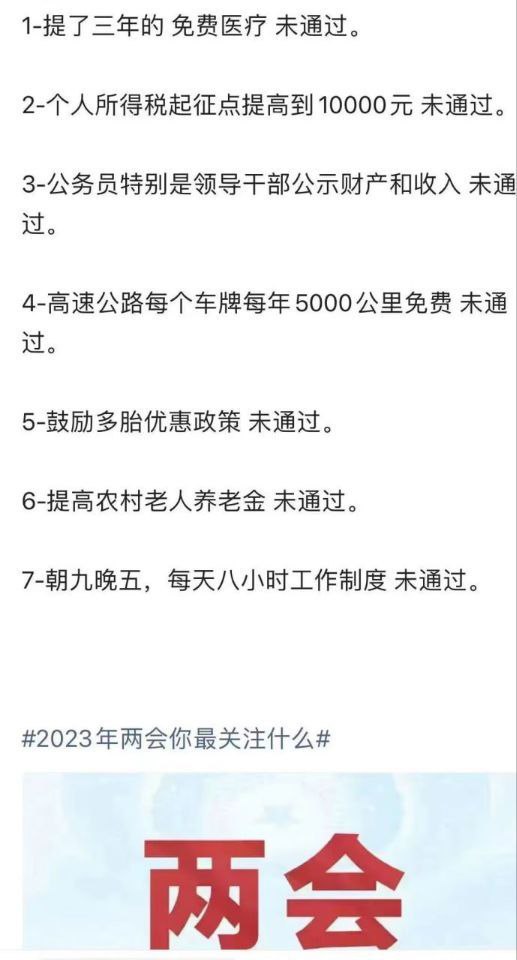 1-提了三年的 免费医疗 未通过。
2-个人所得税起征点提高到10000元 未通过。
3-公务员特别是领导干部公示财产和收入 未通
过。
4-高速公路每个车牌每年5000公里免费 未通
过。
5-鼓励多胎优惠政策 未通过。
6-提高农村老人养老金 未通过。
7-朝九晚五，每天八小时工作制度 未通过。
#2023年两会你最关注什么#
两会